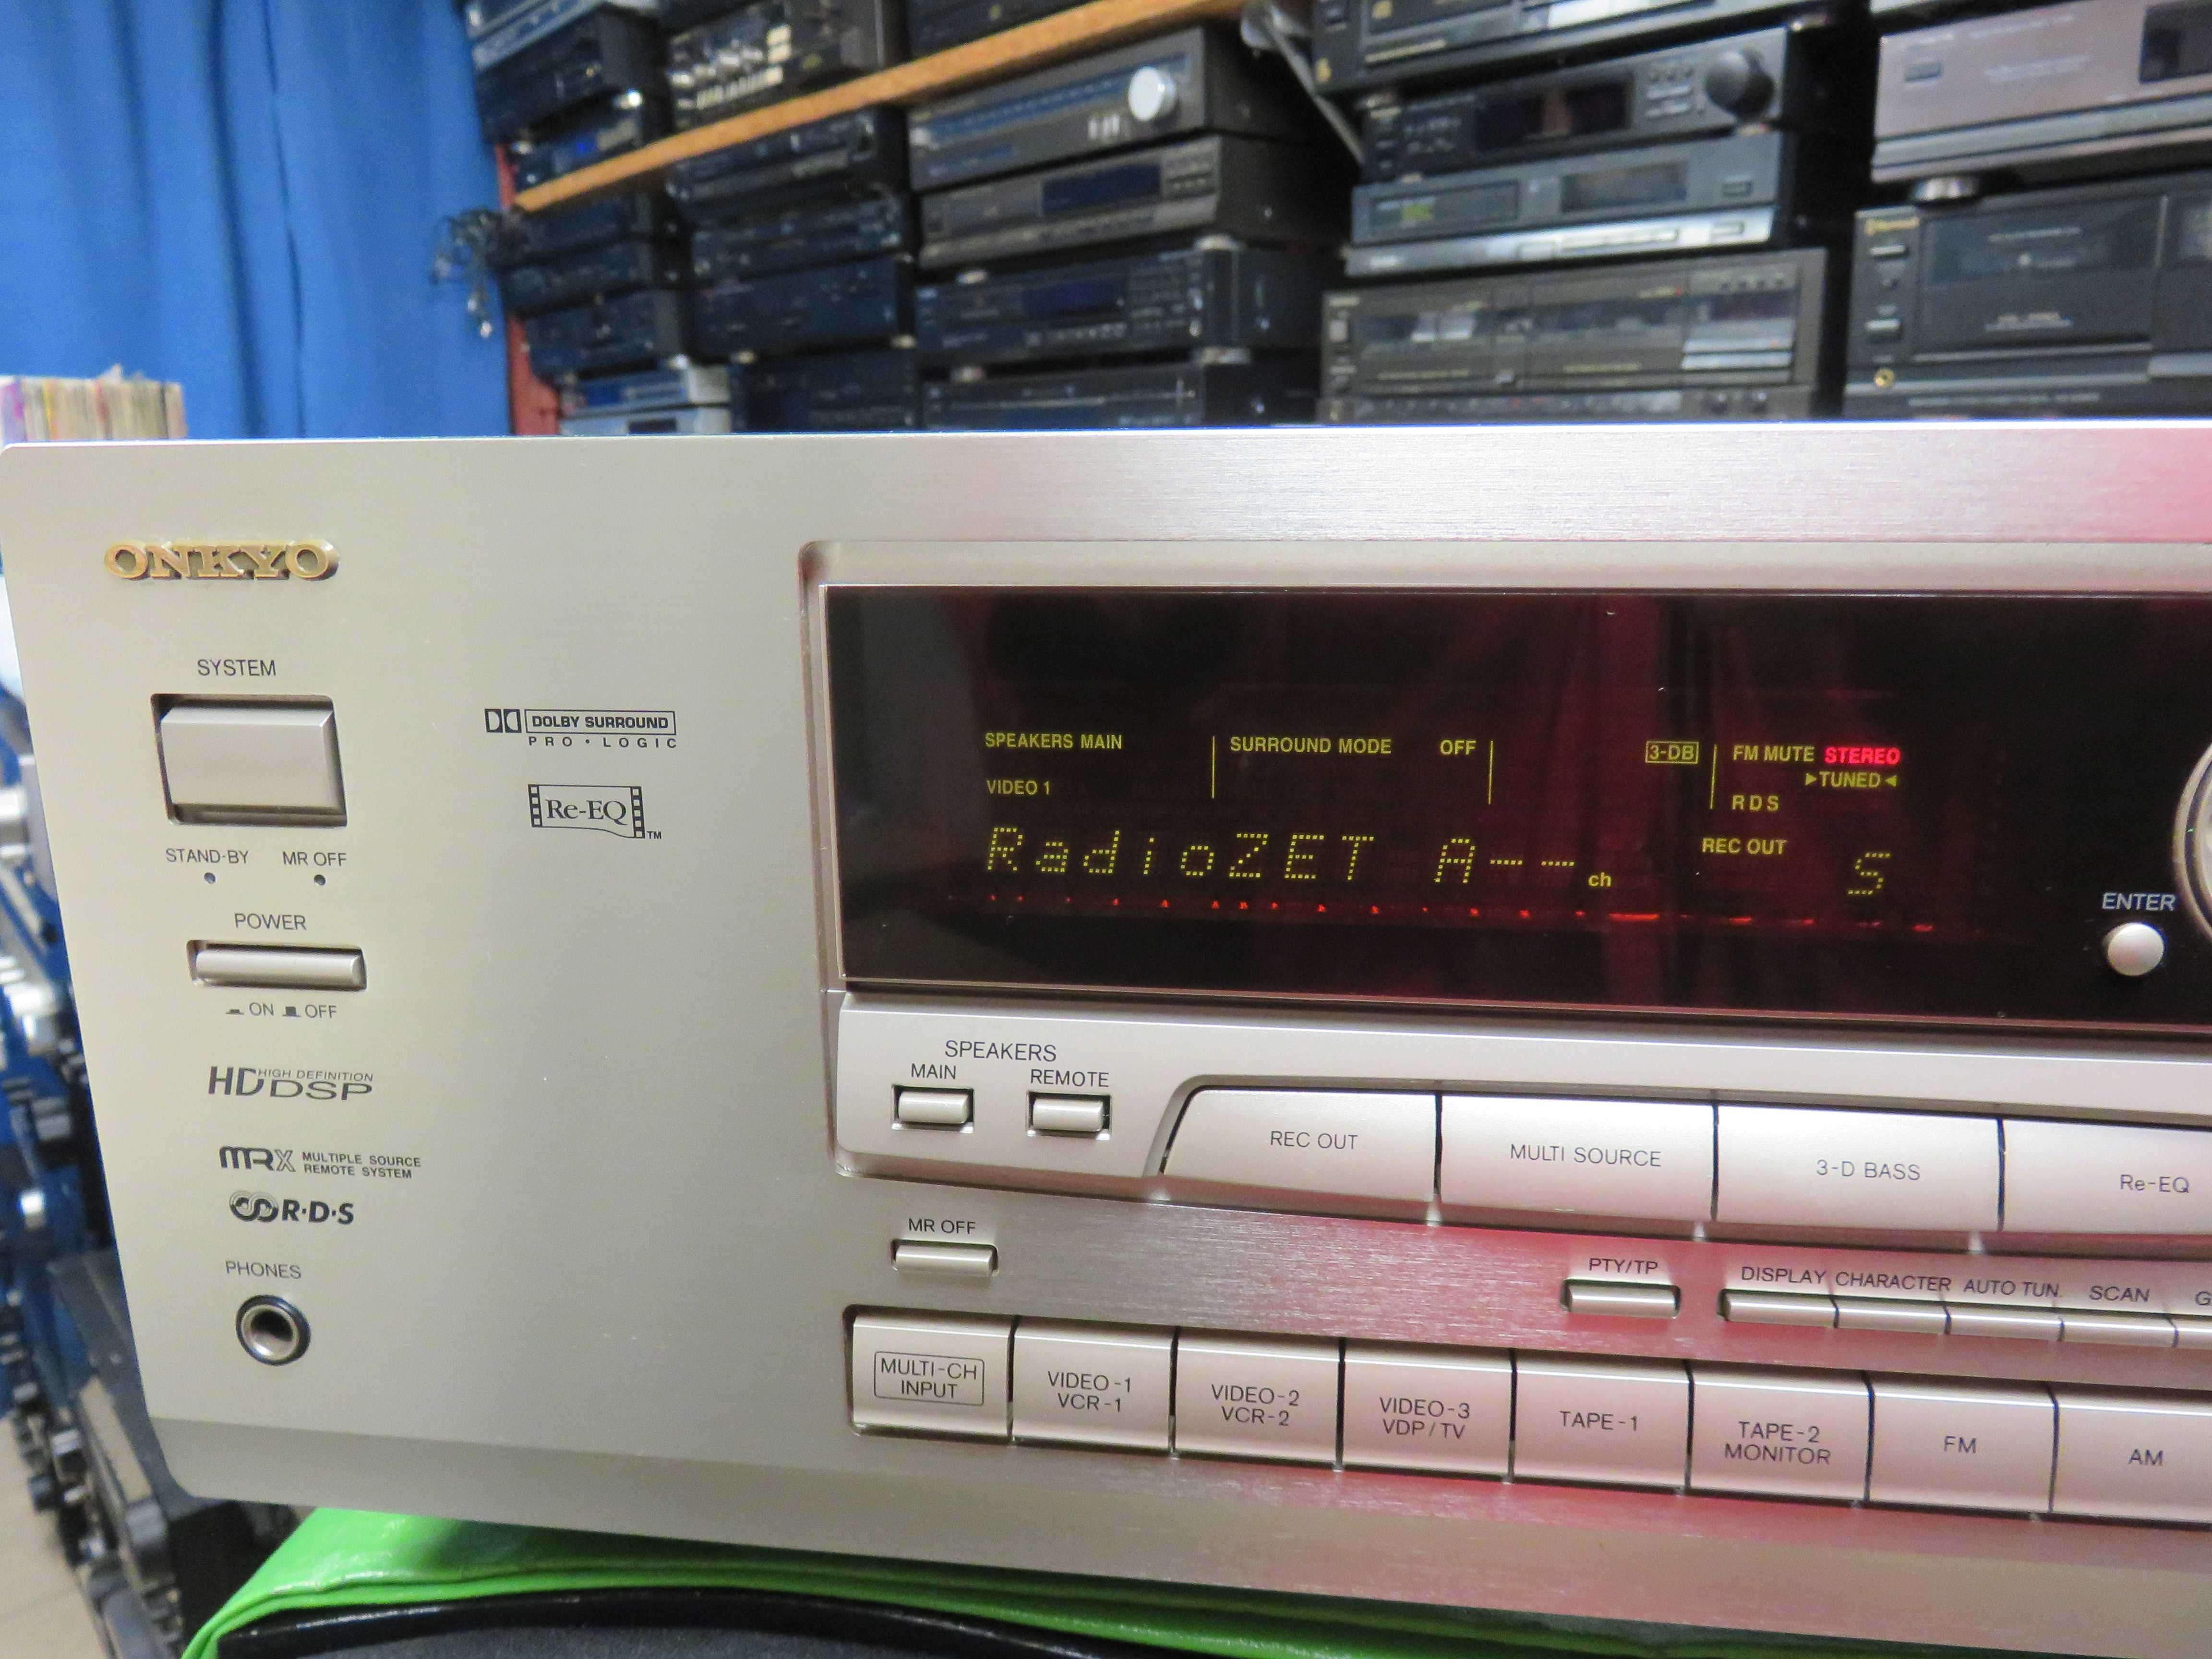 ONKYO
SYSTEM
STAND-BY MR OFF
POWER
ON OFF
DOLBY SURROUND
PRO • LOGIC
Re-EQ TM
HD HIGH DEFINITION
DSP
MRX MULTIPLE SOURCE
REMOTE SYSTEM
R•D•S
PHONES
SPEAKERS MAIN SURROUND MODE OFF 3-DB FM MUTE STEREO
►TUNED◄
VIDEO 1 RDS
RadioZET A--ch REC OUT S
ENTER
SPEAKERS
MAIN REMOTE
REC OUT MULTI SOURCE 3-D BASS Re-EQ
MR OFF
PTY/TP DISPLAY CHARACTER AUTO TUN. SCAN G
MULTI-CH
INPUT
VIDEO-1
VCR-1
VIDEO-2
VCR-2
VIDEO-3
VDP/TV
TAPE-1
TAPE-2
MONITOR
FM
AM